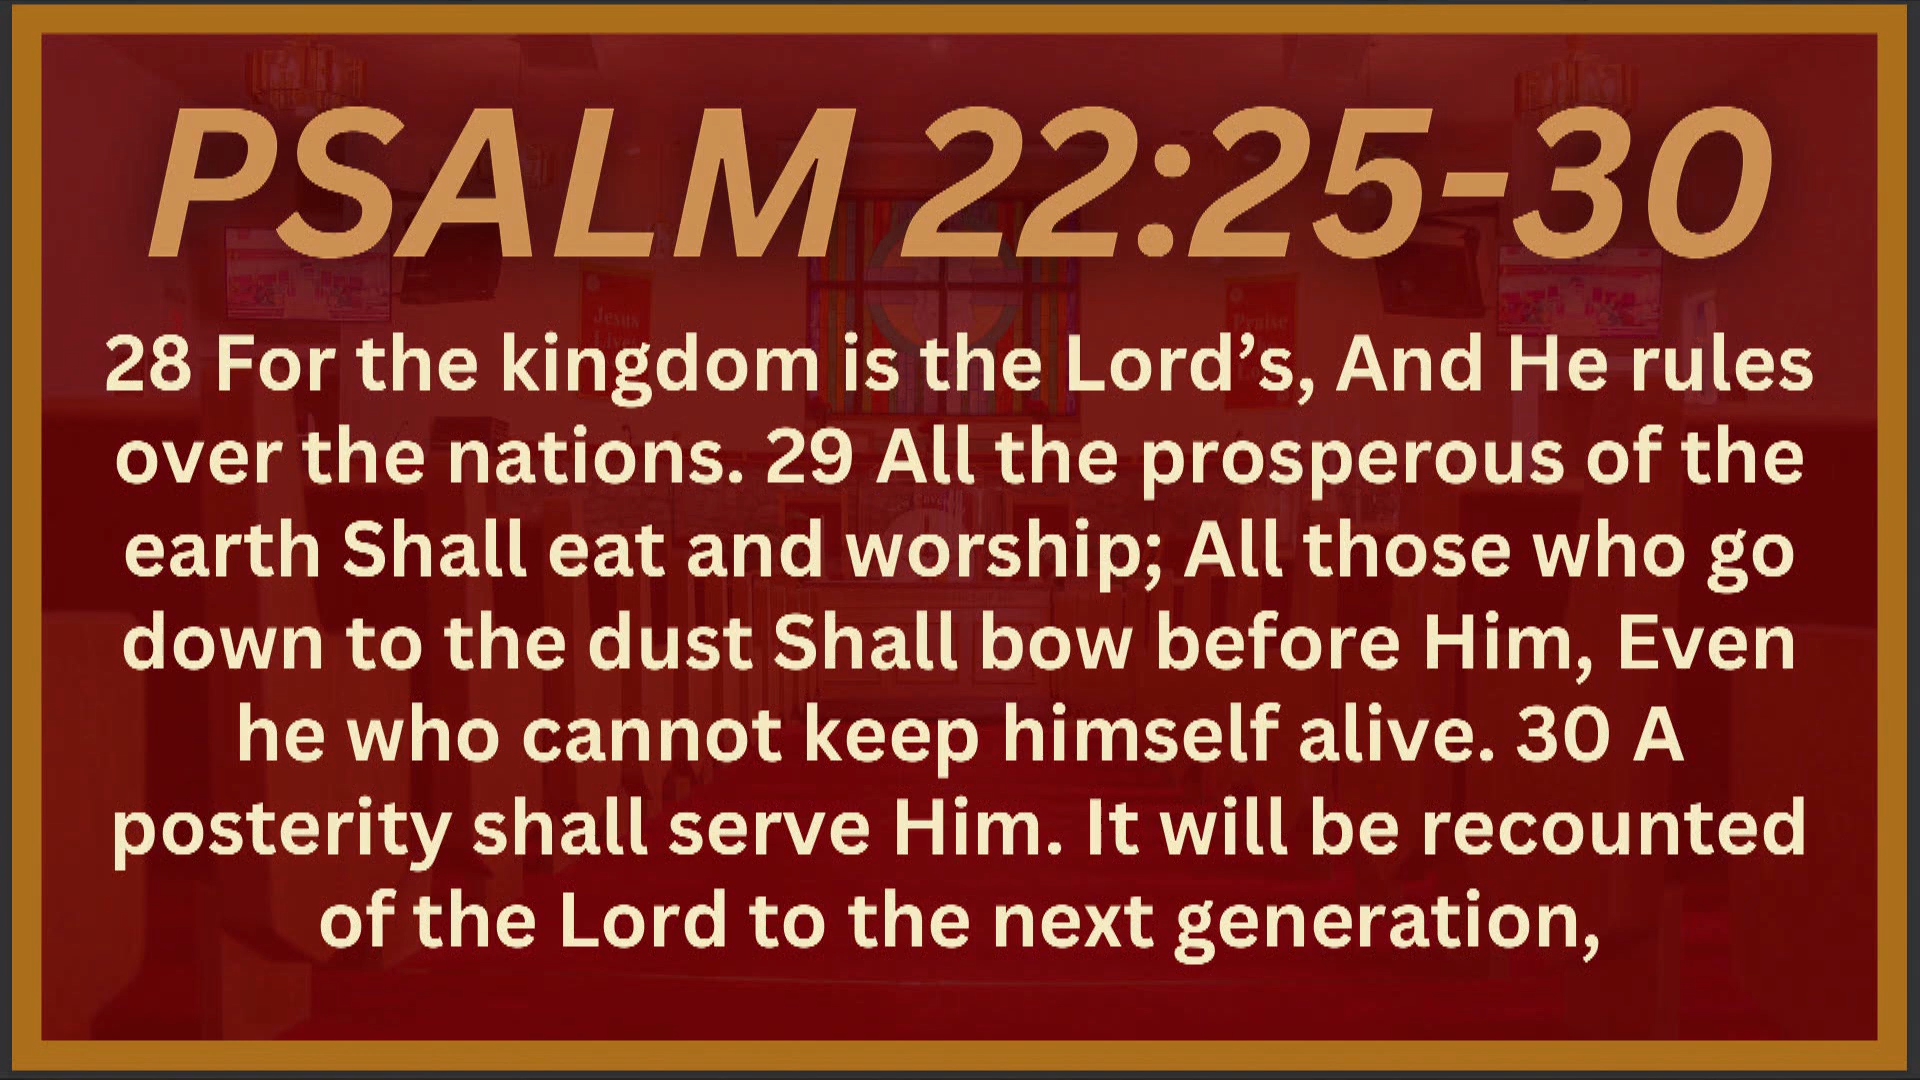 PSALM 22:25-30
28 For the kingdom is the Lord’s, And He rules
over the nations. 29 All the prosperous of the
earth Shall eat and worship; All those who go
down to the dust Shall bow before Him, Even
he who cannot keep himself alive. 30 A
posterity shall serve Him. It will be recounted
of the Lord to the next generation,
Jesus
Praise